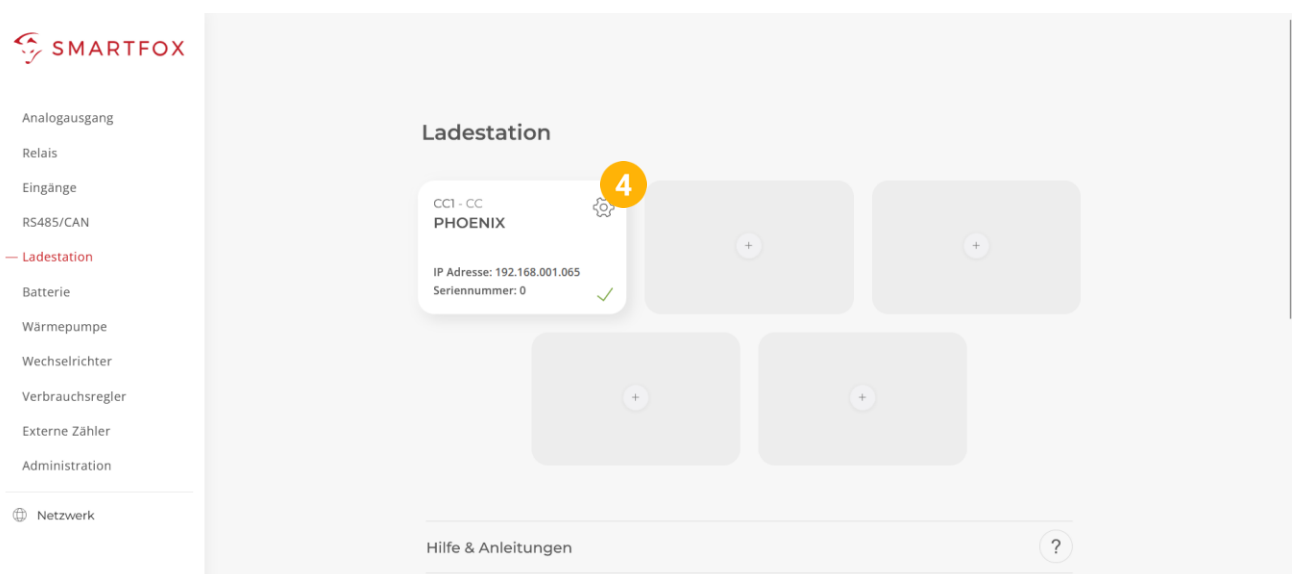 SMARTFOX
Analogausgang
Relais
Eingänge
RS485/CAN
Ladestation
Batterie
Wärmepumpe
Wechselrichter
Verbrauchsregler
Externe Zähler
Administration
Netzwerk
Ladestation
4
CC1 - CC
PHOENIX
IP Adresse: 192.168.001.065
Seriennummer: 0
+
+
+
+
Hilfe & Anleitungen
?